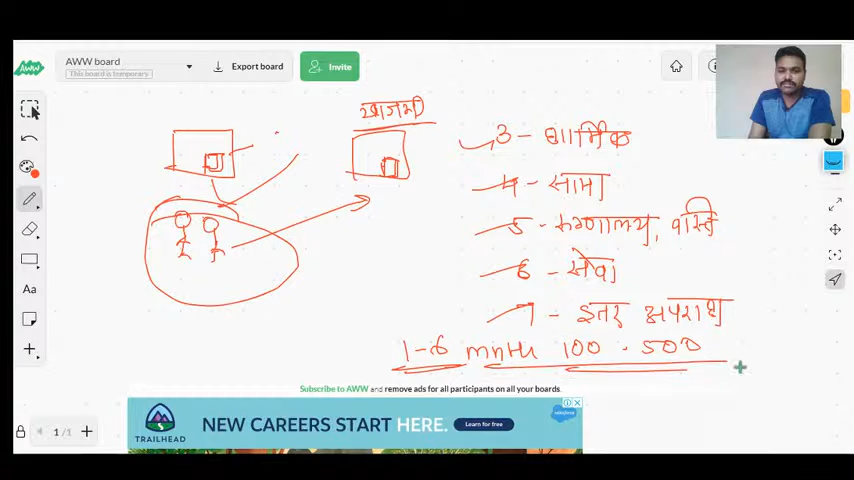 AWW board
This board is temporary
Export board
Invite
खाजगी
3 - धार्मिक
4 - सामा
5 - रुग्णालय, वस्ति
6 - सेवा
7 - इतर अपराध
1-6 mnth 100 - 500
Aa
Subscribe to AWW and remove ads for all participants on all your boards.
TRAILHEAD
NEW CAREERS START HERE.
Learn for free
salesforce
1 / 1